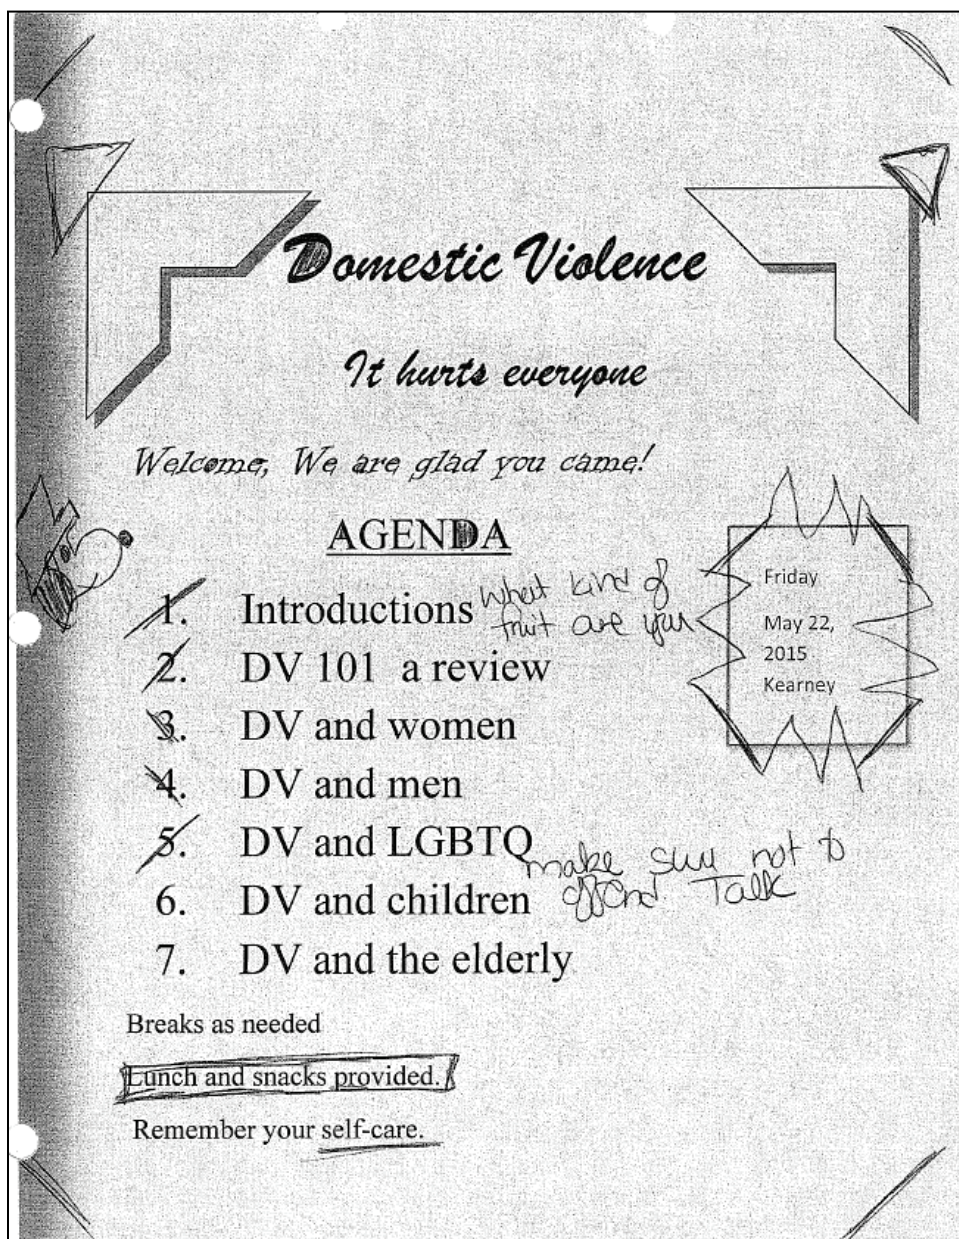 Domestic Violence
It hurts everyone
Welcome, We are glad you came!
AGENDA
1. Introductions
What kind of
fruit are you
2. DV 101 a review
3. DV and women
4. DV and men
5. DV and LGBTQ
make sure not to
offend Talk
6. DV and children
7. DV and the elderly
Friday
May 22,
2015
Kearney
Breaks as needed
Lunch and snacks provided.
Remember your self-care.